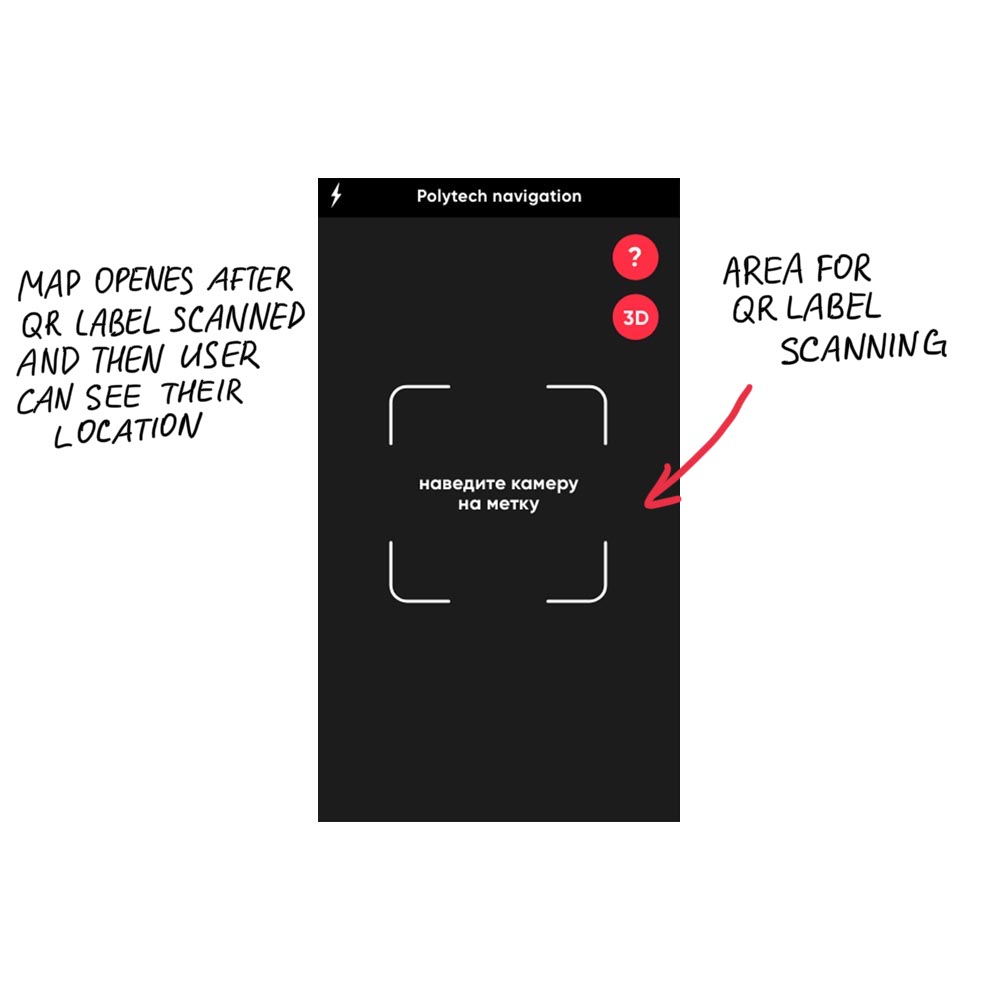 Polytech navigation
?
3D
наведите камеру
на метку
MAP OPENES AFTER
QR LABEL SCANNED
AND THEN USER
CAN SEE THEIR
LOCATION
AREA FOR
QR LABEL
SCANNING